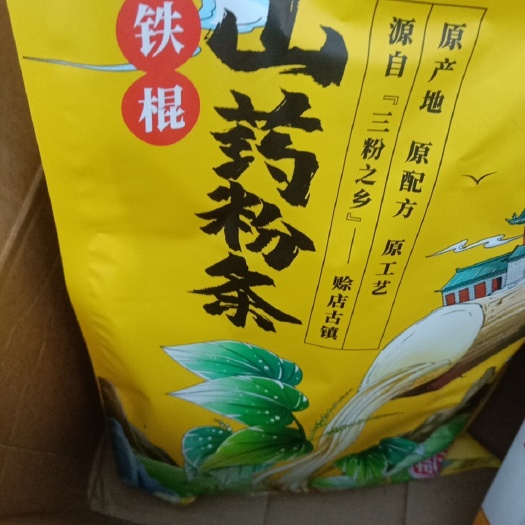 铁棍
山药粉条
原产地 原配方 原工艺
源自『三粉之乡』——赊店古镇